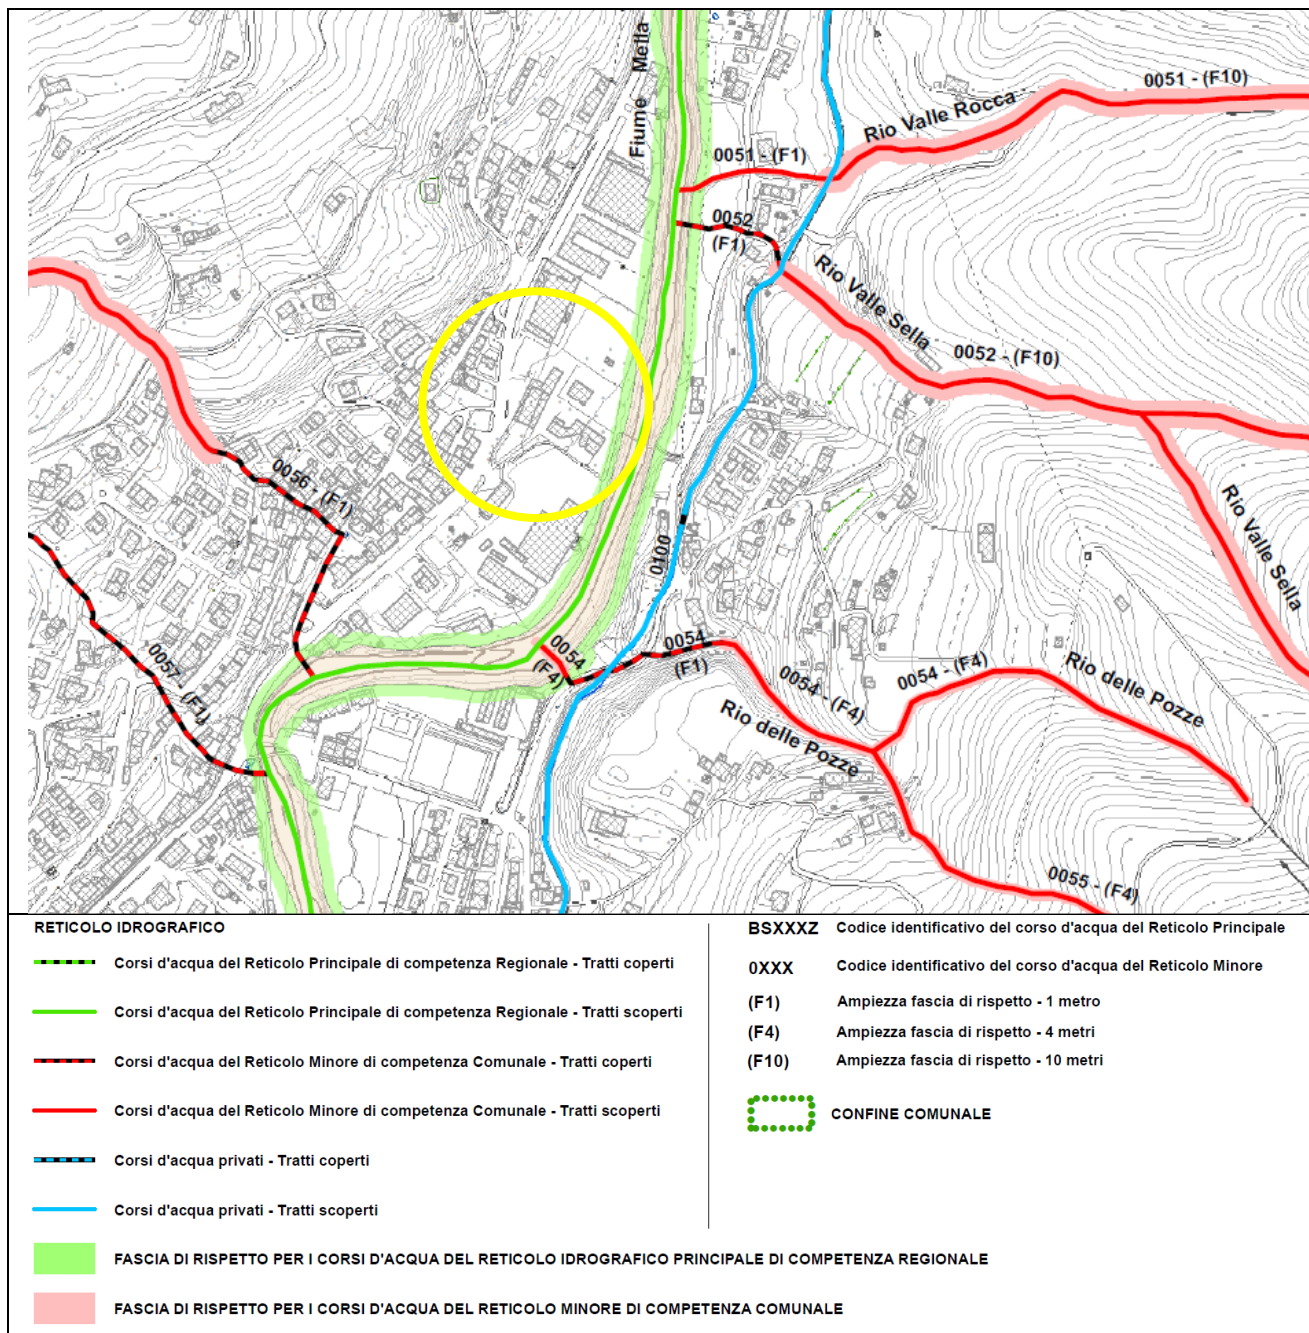 0051 - (F10)
Fiume Mella
Rio Valle Rocca
0051 - (F1)
0052
(F1)
Rio Valle Sella
0052 - (F10)
0056 - (F1)
Rio Valle Sella
0100
0054
(F4)
0054
(F1)
0057 - (F1)
0054 - (F4)
0054 - (F4)
Rio delle Pozze
Rio delle Pozze
0055 - (F4)
RETICOLO IDROGRAFICO
Corsi d'acqua del Reticolo Principale di competenza Regionale - Tratti coperti
Corsi d'acqua del Reticolo Principale di competenza Regionale - Tratti scoperti
Corsi d'acqua del Reticolo Minore di competenza Comunale - Tratti coperti
Corsi d'acqua del Reticolo Minore di competenza Comunale - Tratti scoperti
Corsi d'acqua privati - Tratti coperti
Corsi d'acqua privati - Tratti scoperti
BSXXXZ Codice identificativo del corso d'acqua del Reticolo Principale
0XXX Codice identificativo del corso d'acqua del Reticolo Minore
(F1) Ampiezza fascia di rispetto - 1 metro
(F4) Ampiezza fascia di rispetto - 4 metri
(F10) Ampiezza fascia di rispetto - 10 metri
CONFINE COMUNALE
FASCIA DI RISPETTO PER I CORSI D'ACQUA DEL RETICOLO IDROGRAFICO PRINCIPALE DI COMPETENZA REGIONALE
FASCIA DI RISPETTO PER I CORSI D'ACQUA DEL RETICOLO MINORE DI COMPETENZA COMUNALE